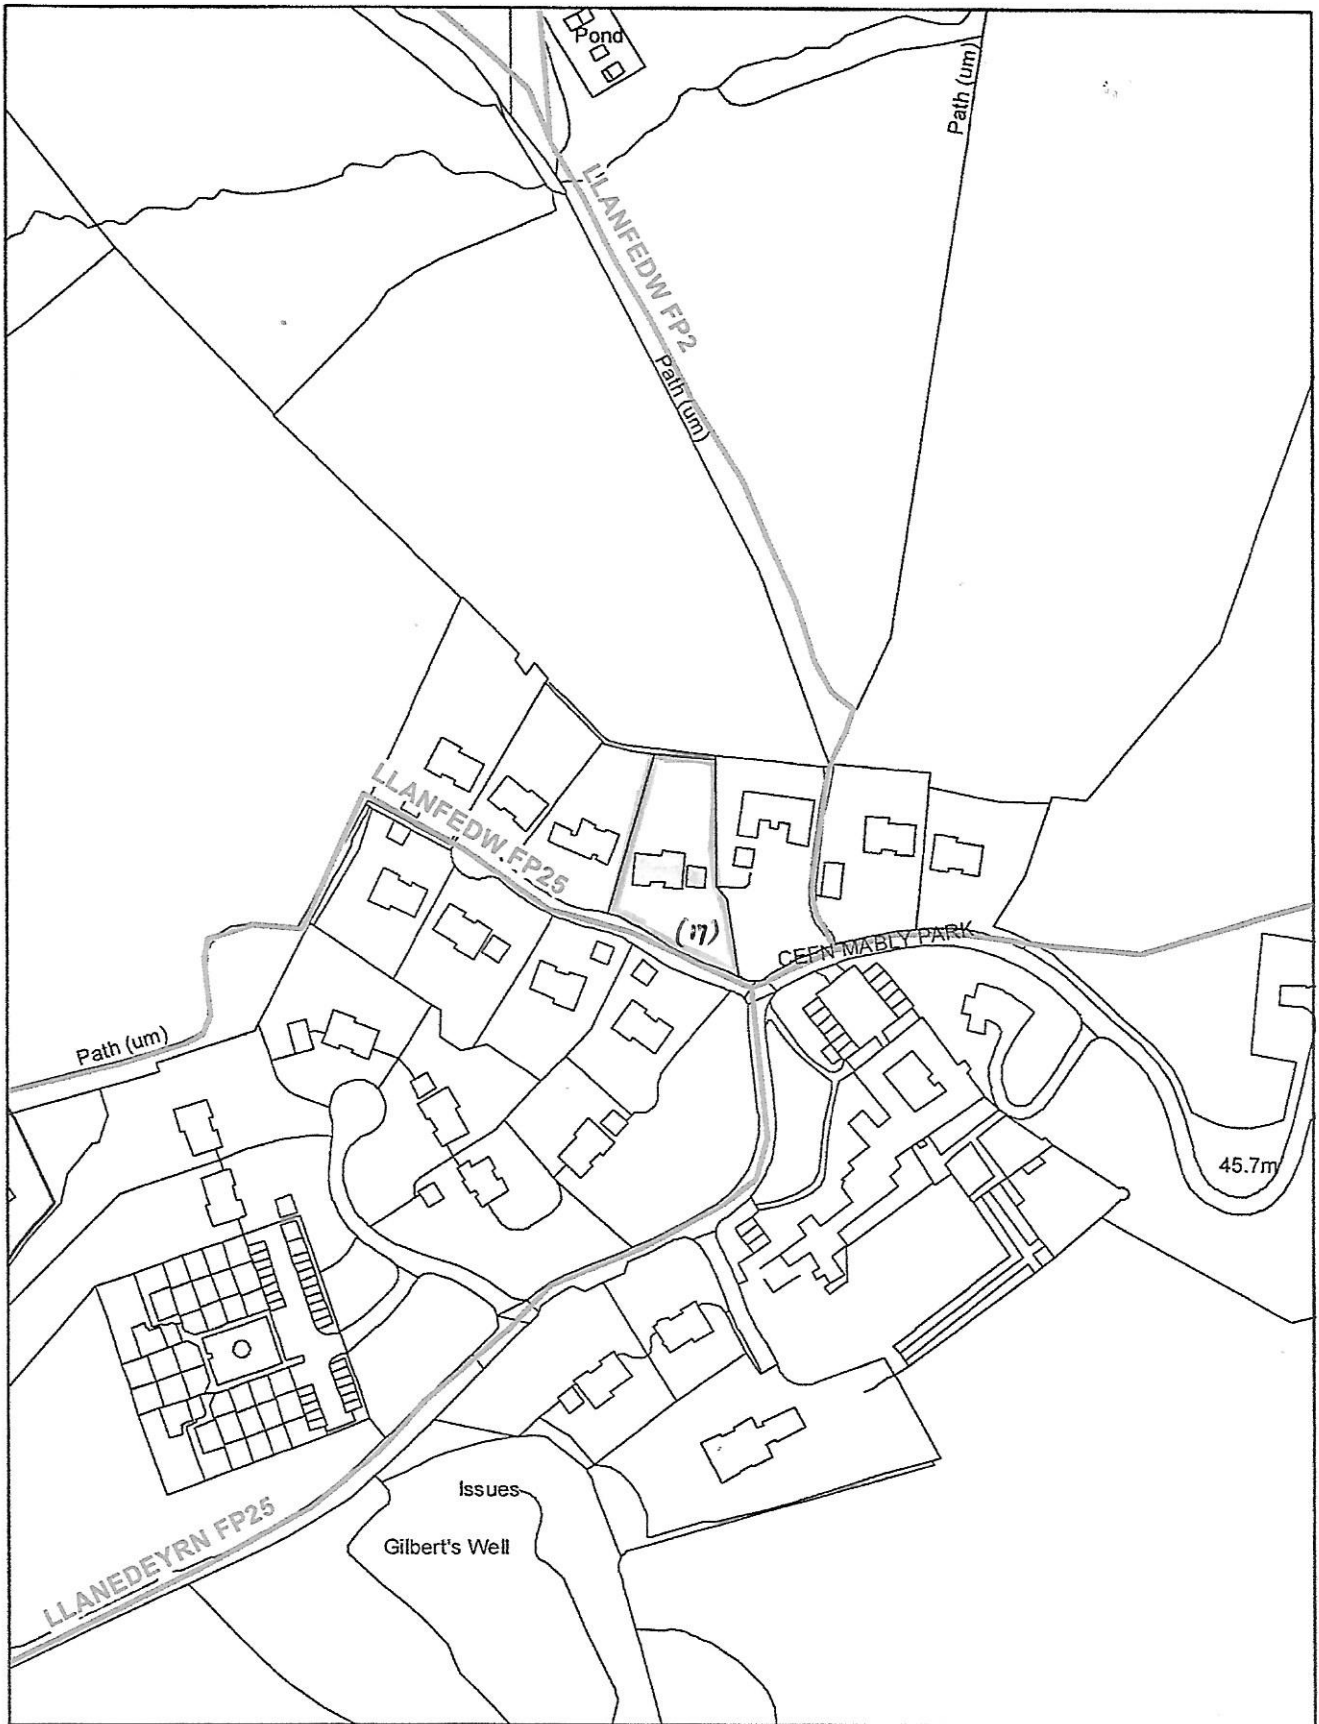 Pond
Path (um)
LLANFEDW FP2
Path (um)
LLANFEDW FP25
(17)
CEFN MABLY PARK
Path (um)
45.7m
Issues
Gilbert's Well
LLANEDEYRN FP25